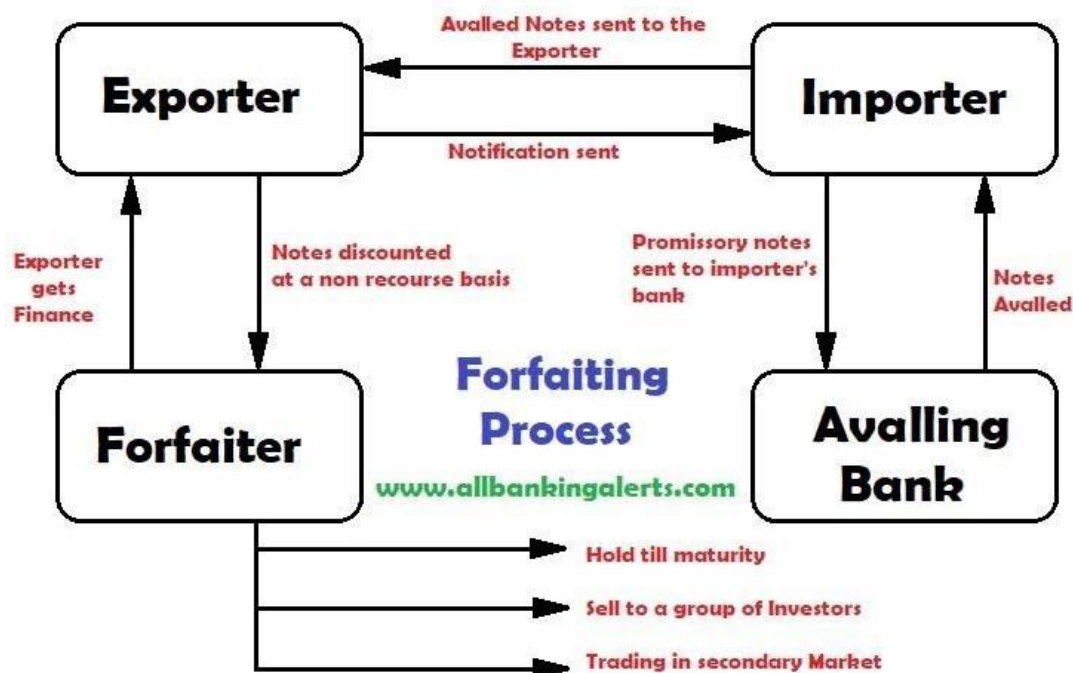 Avalled Notes sent to the
Exporter
Exporter
Importer
Notification sent
Exporter
gets
Finance
Notes discounted
at a non recourse basis
Promissory notes
sent to importer's
bank
Notes
Avalled
Forfaiting
Process
www.allbankingalerts.com
Forfaiter
Avalling
Bank
Hold till maturity
Sell to a group of Investors
Trading in secondary Market